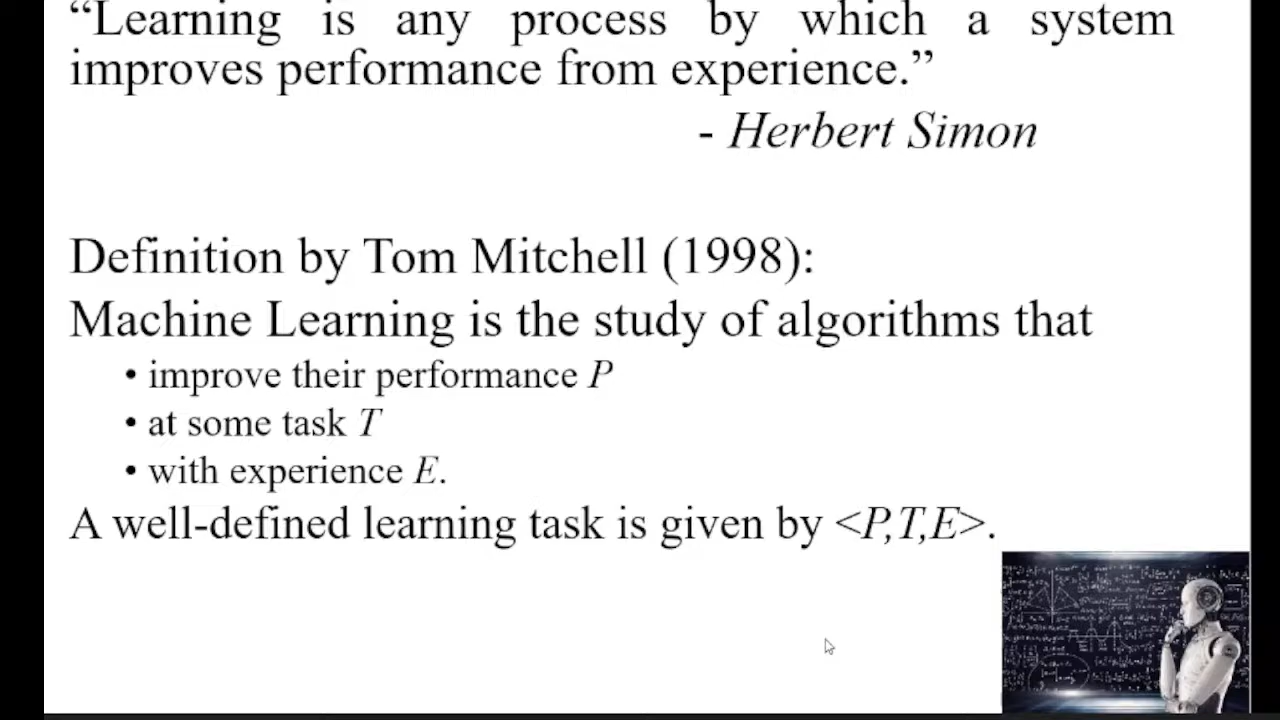 “Learning is any process by which a system
improves performance from experience.”
- Herbert Simon
Definition by Tom Mitchell (1998):
Machine Learning is the study of algorithms that
• improve their performance P
• at some task T
• with experience E.
A well-defined learning task is given by <P,T,E>.